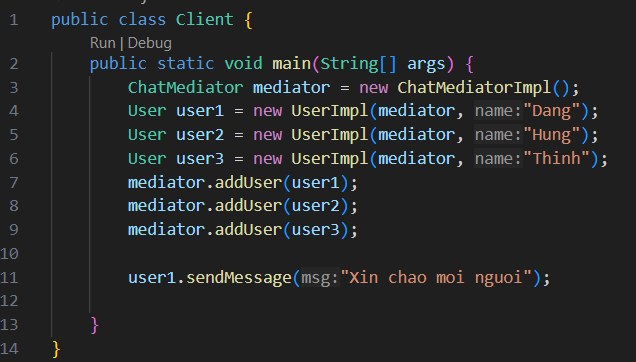 1 public class Client {
Run | Debug
2 public static void main(String[] args) {
3 ChatMediator mediator = new ChatMediatorImpl();
4 User user1 = new UserImpl(mediator, name:"Dang");
5 User user2 = new UserImpl(mediator, name:"Hung");
6 User user3 = new UserImpl(mediator, name:"Thinh");
7 mediator.addUser(user1);
8 mediator.addUser(user2);
9 mediator.addUser(user3);
10
11 user1.sendMessage(msg:"Xin chao moi nguoi");
12
13 }
14 }